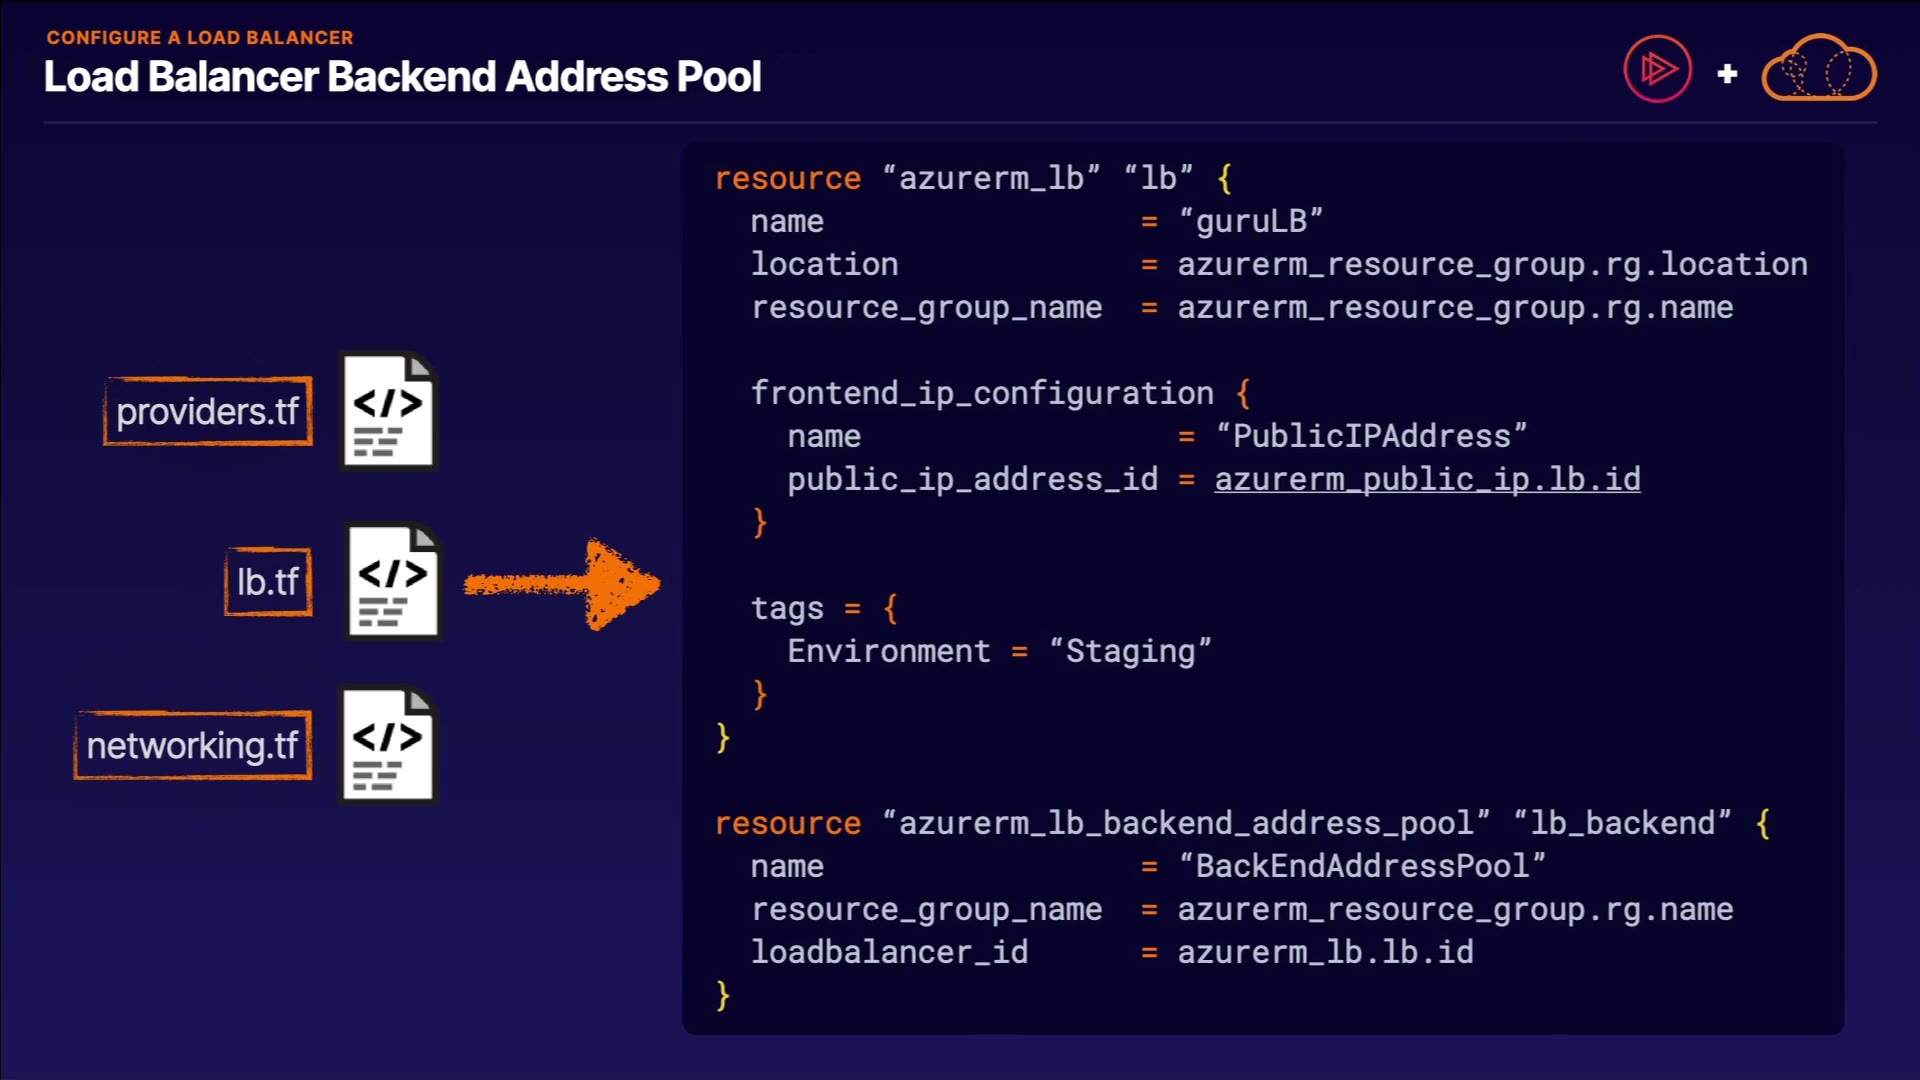 CONFIGURE A LOAD BALANCER
Load Balancer Backend Address Pool
providers.tf
lb.tf
networking.tf
resource “azurerm_lb” “lb” {
name = “guruLB”
location = azurerm_resource_group.rg.location
resource_group_name = azurerm_resource_group.rg.name
frontend_ip_configuration {
name = “PublicIPAddress”
public_ip_address_id = azurerm_public_ip.lb.id
}
tags = {
Environment = “Staging”
}
}
resource “azurerm_lb_backend_address_pool” “lb_backend” {
name = “BackEndAddressPool”
resource_group_name = azurerm_resource_group.rg.name
loadbalancer_id = azurerm_lb.lb.id
}